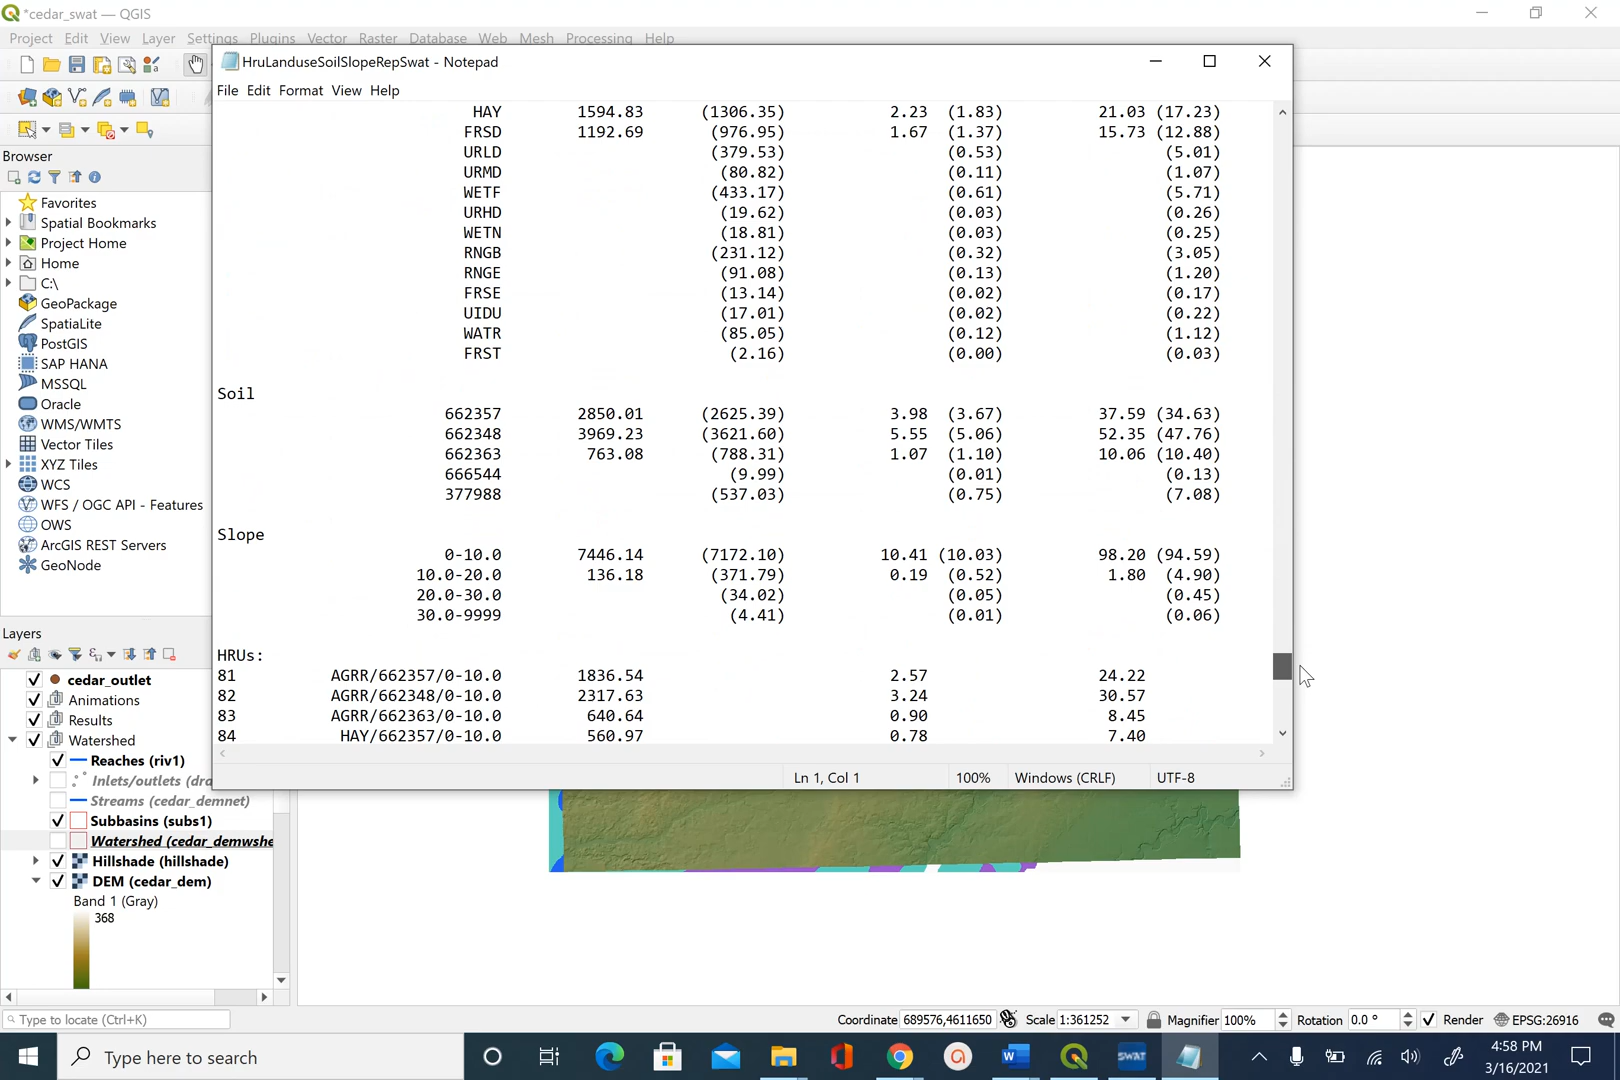 *cedar_swat — QGIS
Project Edit View Layer Settings Plugins Vector Raster Database Web Mesh Processing Help
HruLanduseSoilSlopeRepSwat - Notepad
File Edit Format View Help
HAY 1594.83 (1306.35) 2.23 (1.83) 21.03 (17.23)
FRSD 1192.69 (976.95) 1.67 (1.37) 15.73 (12.88)
URLD (379.53) (0.53) (5.01)
URMD (80.82) (0.11) (1.07)
WETF (433.17) (0.61) (5.71)
URHD (19.62) (0.03) (0.26)
WETN (18.81) (0.03) (0.25)
RNGB (231.12) (0.32) (3.05)
RNGE (91.08) (0.13) (1.20)
FRSE (13.14) (0.02) (0.17)
UIDU (17.01) (0.02) (0.22)
WATR (85.05) (0.12) (1.12)
FRST (2.16) (0.00) (0.03)
Soil
662357 2850.01 (2625.39) 3.98 (3.67) 37.59 (34.63)
662348 3969.23 (3621.60) 5.55 (5.06) 52.35 (47.76)
662363 763.08 (788.31) 1.07 (1.10) 10.06 (10.40)
666544 (9.99) (0.01) (0.13)
377988 (537.03) (0.75) (7.08)
Slope
0-10.0 7446.14 (7172.10) 10.41 (10.03) 98.20 (94.59)
10.0-20.0 136.18 (371.79) 0.19 (0.52) 1.80 (4.90)
20.0-30.0 (34.02) (0.05) (0.45)
30.0-9999 (4.41) (0.01) (0.06)
HRUs:
81 AGRR/662357/0-10.0 1836.54 2.57 24.22
82 AGRR/662348/0-10.0 2317.63 3.24 30.57
83 AGRR/662363/0-10.0 640.64 0.90 8.45
84 HAY/662357/0-10.0 560.97 0.78 7.40
Ln 1, Col 1 100% Windows (CRLF) UTF-8
Browser
Favorites
Spatial Bookmarks
Project Home
Home
C:\
GeoPackage
SpatiaLite
PostGIS
SAP HANA
MSSQL
Oracle
WMS/WMTS
Vector Tiles
XYZ Tiles
WCS
WFS / OGC API - Features
OWS
ArcGIS REST Servers
GeoNode
Layers
cedar_outlet
Animations
Results
Watershed
Reaches (riv1)
Inlets/outlets (dra
Streams (cedar_demnet)
Subbasins (subs1)
Watershed (cedar_demwshe
Hillshade (hillshade)
DEM (cedar_dem)
Band 1 (Gray)
368
Type to locate (Ctrl+K)
Coordinate 689576,4611650 Scale 1:361252 Magnifier 100% Rotation 0.0 ° Render EPSG:26916
Type here to search
SWAT
4:58 PM
3/16/2021